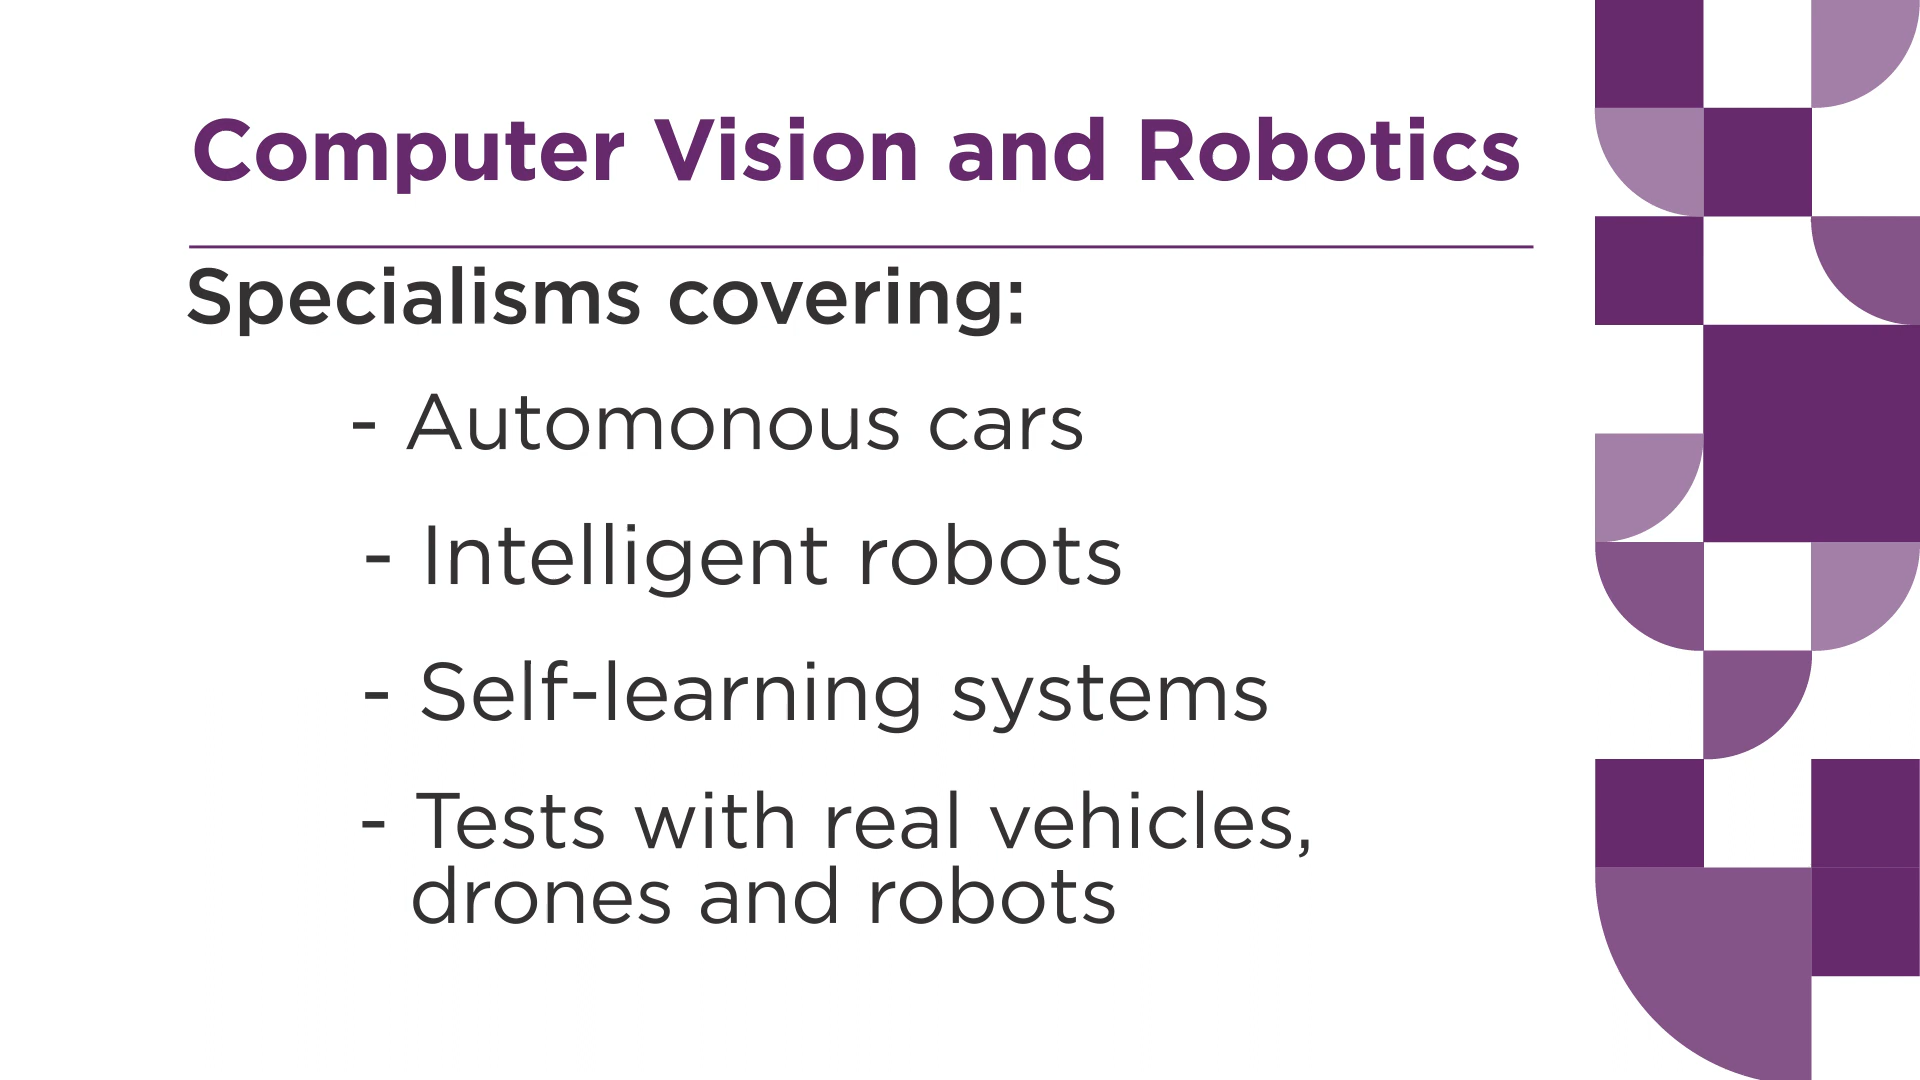 Computer Vision and Robotics
Specialisms covering:
- Automonous cars
- Intelligent robots
- Self-learning systems
- Tests with real vehicles,
drones and robots